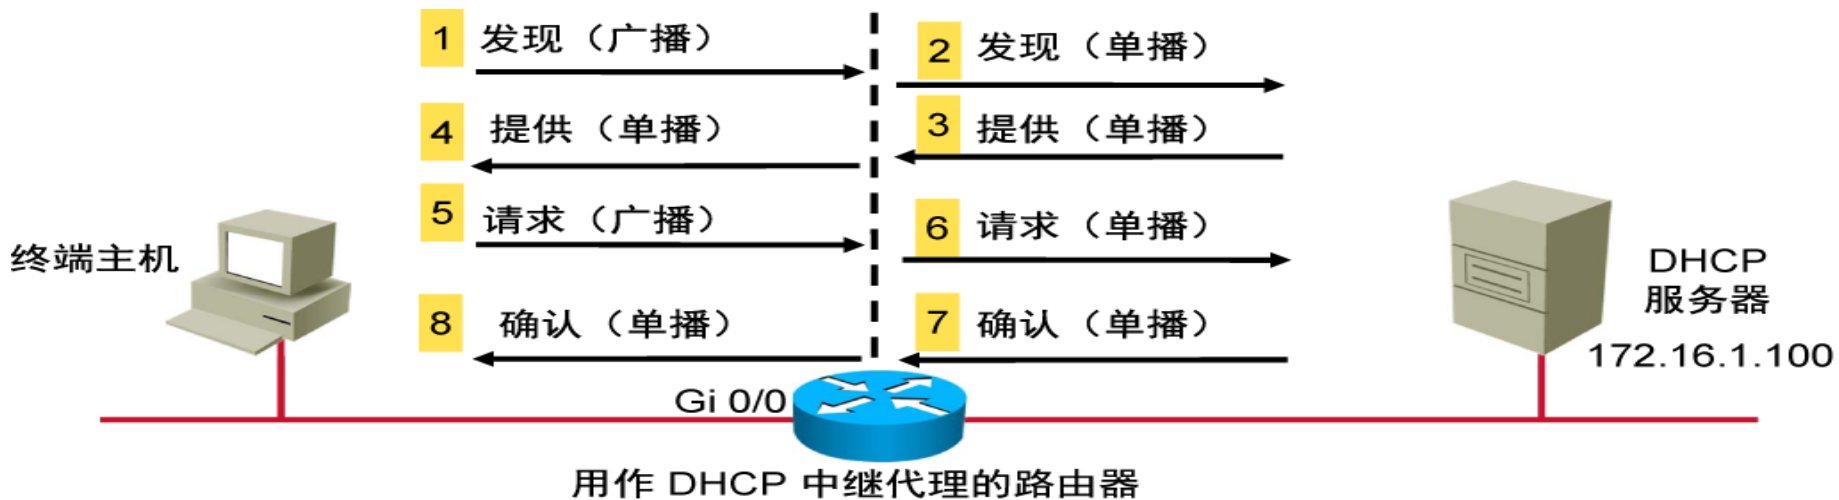 1 发现（广播）
2 发现（单播）
4 提供（单播）
3 提供（单播）
5 请求（广播）
6 请求（单播）
终端主机
DHCP
服务器
172.16.1.100
8 确认（单播）
7 确认（单播）
Gi 0/0
用作 DHCP 中继代理的路由器